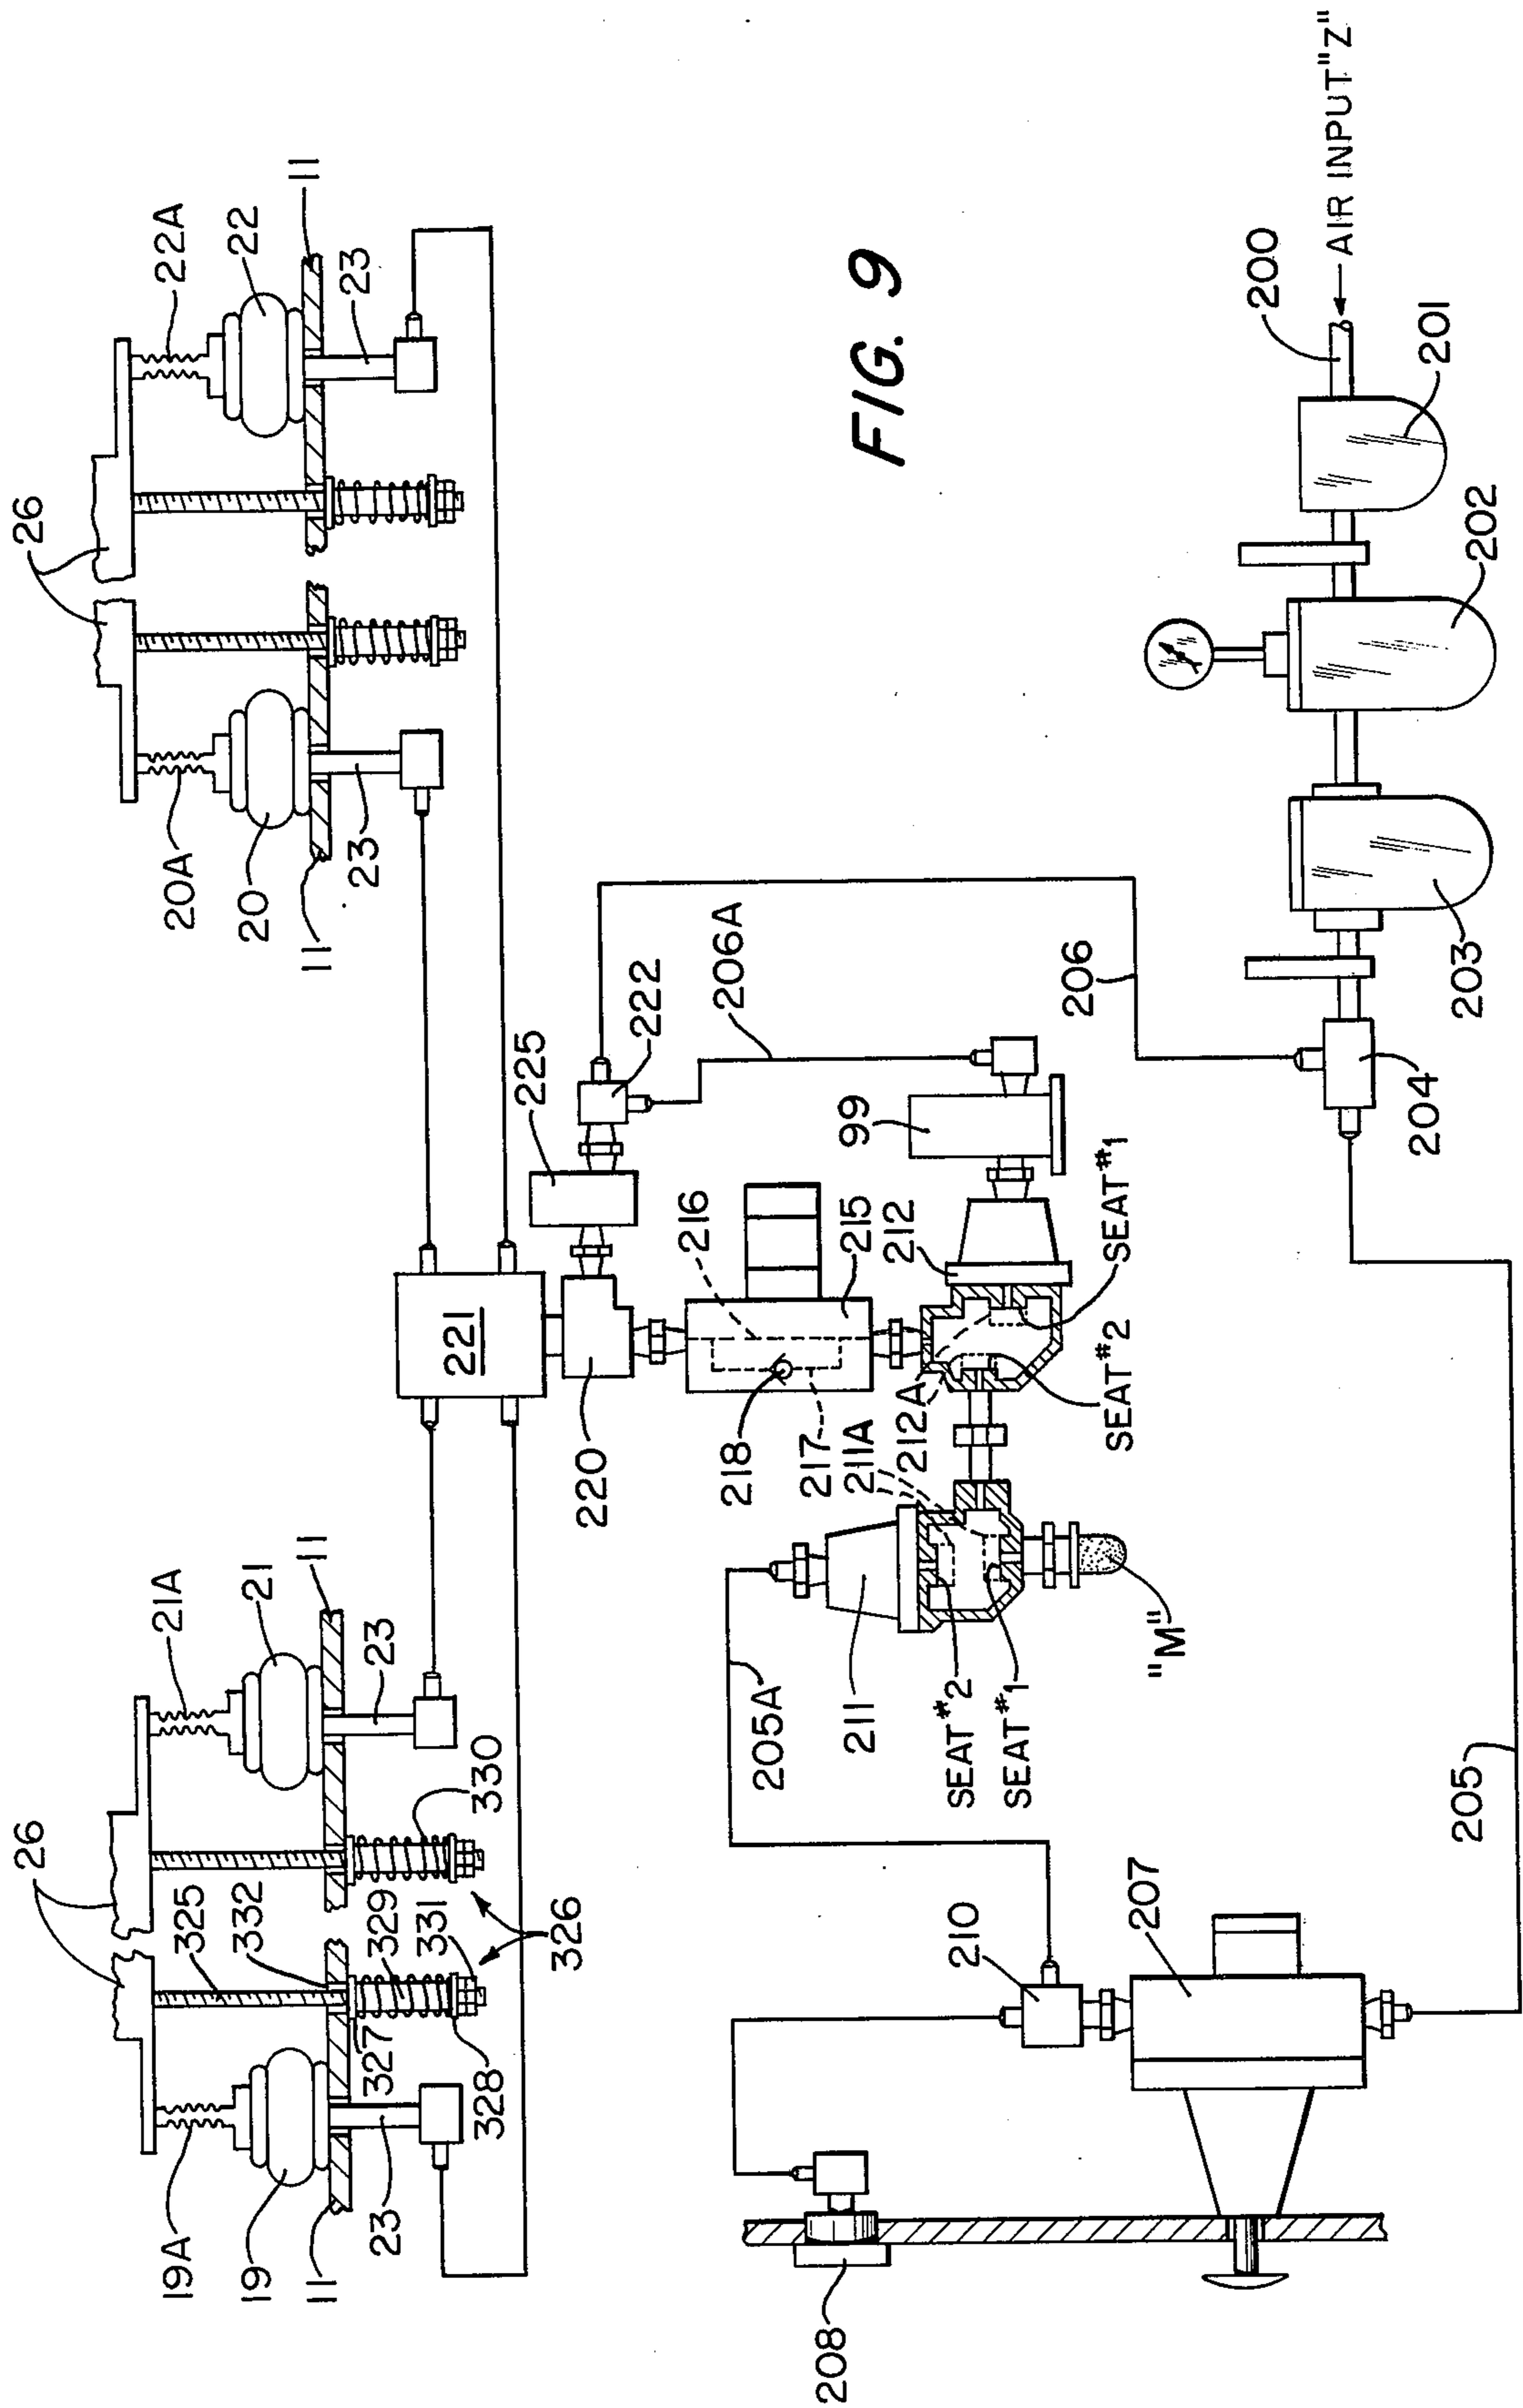 26
26
19A
19
11
23
325
332
327
328
329
331
326
330
21A
21
11
23
20A
20
11
23
22A
22
11
23
221
220
225
222
206A
206
216
215
218
217
211A
212A
212
SEAT #1
SEAT #2
99
205A
211
SEAT #2
SEAT #1
"M"
208
210
207
205
204
203
202
201
200
AIR INPUT "Z"
FIG. 9